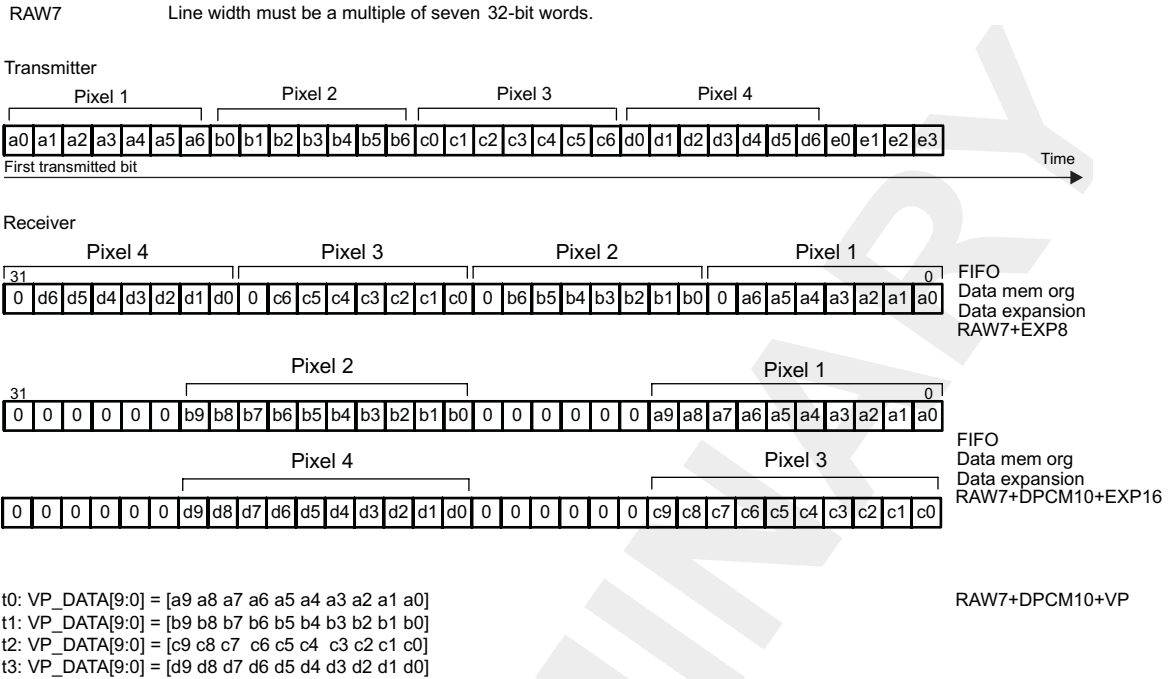 RAW7 Line width must be a multiple of seven 32-bit words.
Transmitter
Pixel 1 Pixel 2 Pixel 3 Pixel 4
a0 a1 a2 a3 a4 a5 a6 b0 b1 b2 b3 b4 b5 b6 c0 c1 c2 c3 c4 c5 c6 d0 d1 d2 d3 d4 d5 d6 e0 e1 e2 e3
First transmitted bit Time
Receiver
Pixel 4 Pixel 3 Pixel 2 Pixel 1
31 0
0 d6 d5 d4 d3 d2 d1 d0 0 c6 c5 c4 c3 c2 c1 c0 0 b6 b5 b4 b3 b2 b1 b0 0 a6 a5 a4 a3 a2 a1 a0
FIFO
Data mem org
Data expansion
RAW7+EXP8
Pixel 2 Pixel 1
31 0
0 0 0 0 0 0 b9 b8 b7 b6 b5 b4 b3 b2 b1 b0 0 0 0 0 0 0 a9 a8 a7 a6 a5 a4 a3 a2 a1 a0
Pixel 4 Pixel 3
0 0 0 0 0 0 d9 d8 d7 d6 d5 d4 d3 d2 d1 d0 0 0 0 0 0 0 c9 c8 c7 c6 c5 c4 c3 c2 c1 c0
FIFO
Data mem org
Data expansion
RAW7+DPCM10+EXP16
t0: VP_DATA[9:0] = [a9 a8 a7 a6 a5 a4 a3 a2 a1 a0]
t1: VP_DATA[9:0] = [b9 b8 b7 b6 b5 b4 b3 b2 b1 b0]
t2: VP_DATA[9:0] = [c9 c8 c7 c6 c5 c4 c3 c2 c1 c0]
t3: VP_DATA[9:0] = [d9 d8 d7 d6 d5 d4 d3 d2 d1 d0]
RAW7+DPCM10+VP
INARY